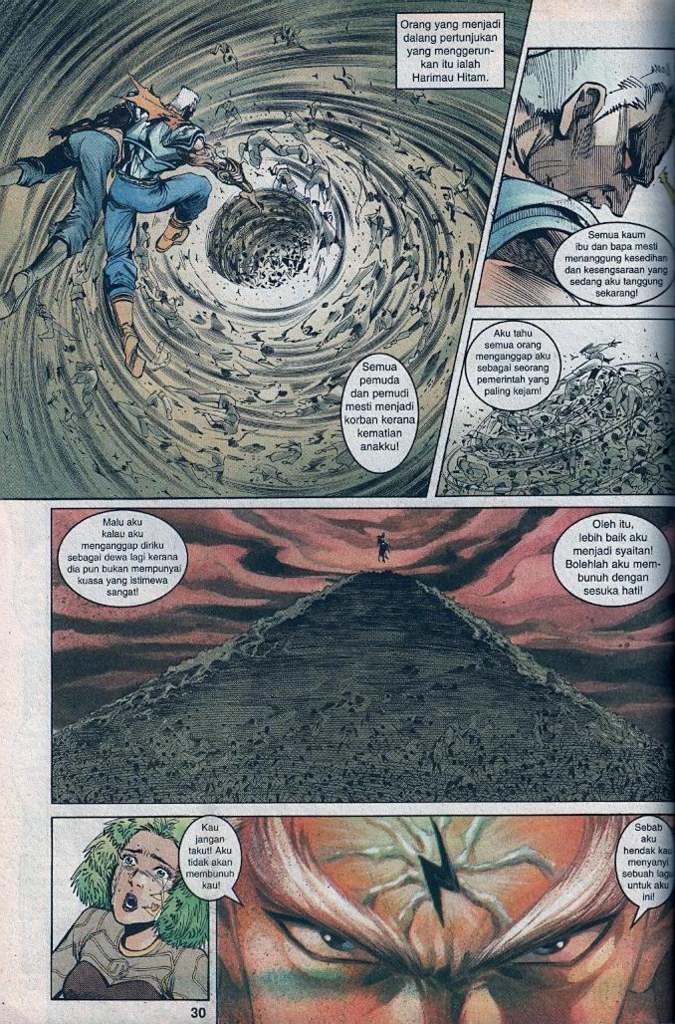 Orang yang menjadi
dalang pertunjukan
yang menggerun-
kan itu ialah
Harimau Hitam.
Semua kaum
ibu dan bapa mesti
menanggung kesedihan
dan kesengsaraan yang
sedang aku tanggung
sekarang!
Semua
pemuda
dan pemudi
mesti menjadi
korban kerana
kematian
anakku!
Aku tahu
semua orang
menganggap aku
sebagai seorang
pemerintah yang
paling kejam!
Malu aku
kalau aku
menganggap diriku
sebagai dewa lagi kerana
dia pun bukan mempunyai
kuasa yang istimewa
sangat!
Oleh itu,
lebih baik aku
menjadi syaitan!
Bolehlah aku mem-
bunuh dengan
sesuka hati!
Kau
jangan
takut! Aku
tidak akan
membunuh
kau!
Sebab
aku
hendak kau
menyanyi
sebuah lagu
untuk aku
ini!
30